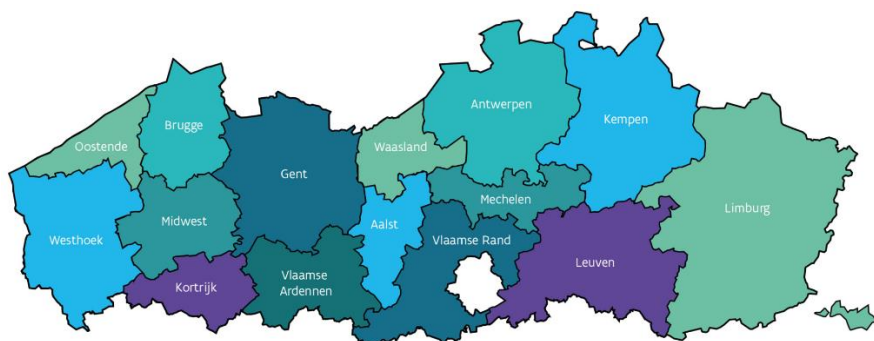 Antwerpen
Kempen
Brugge
Oostende
Waasland
Gent
Mechelen
Limburg
Midwest
Aalst
Westhoek
Vlaamse Rand
Leuven
Vlaamse
Ardennen
Kortrijk